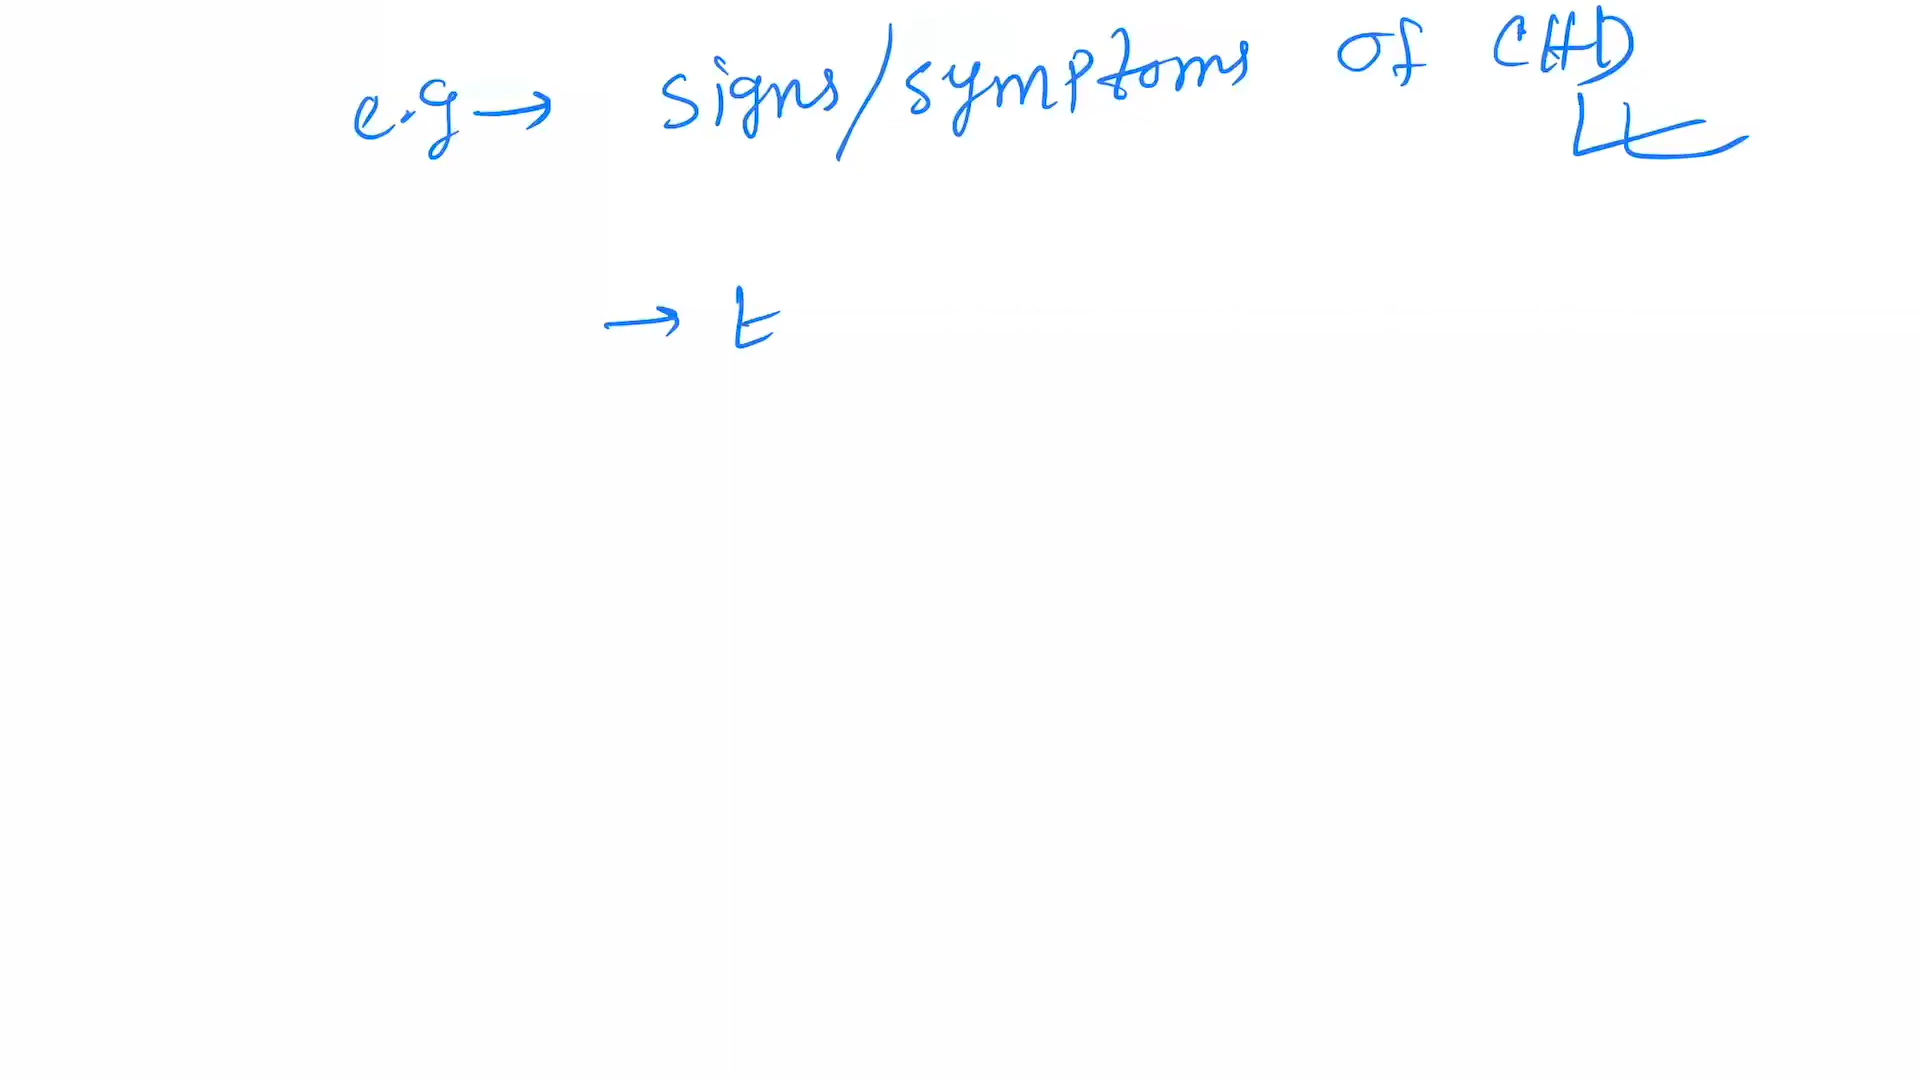 e.g → signs/symptoms of CHD
→ E